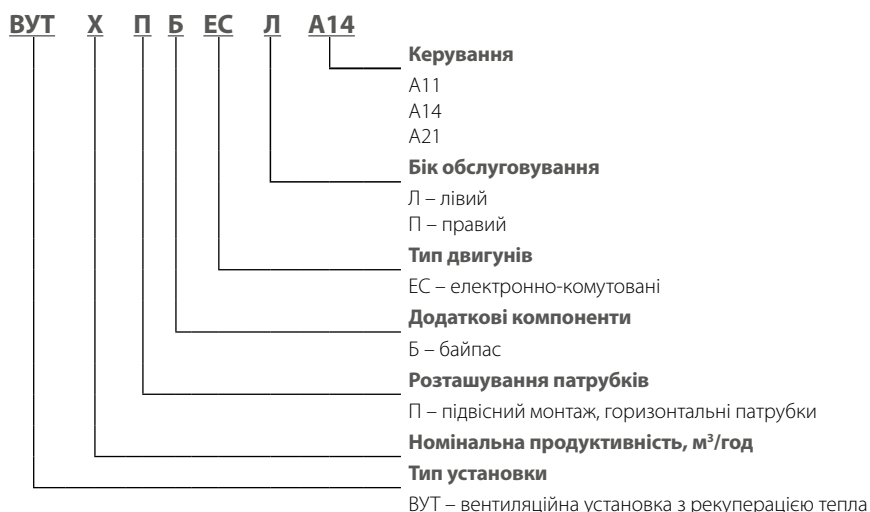 ВУТ Х П Б ЕС Л А14
Керування
А11
А14
А21
Бік обслуговування
Л – лівий
П – правий
Тип двигунів
ЕС – електронно-комутовані
Додаткові компоненти
Б – байпас
Розташування патрубків
П – підвісний монтаж, горизонтальні патрубки
Номінальна продуктивність, м³/год
Тип установки
ВУТ – вентиляційна установка з рекуперацією тепла